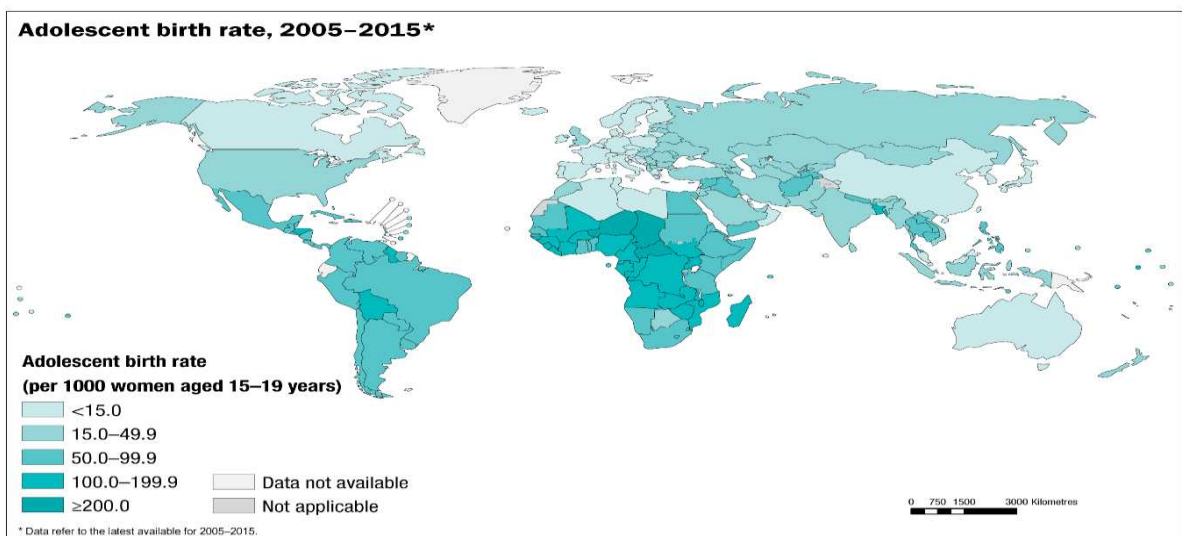 Adolescent birth rate, 2005–2015*
Adolescent birth rate
(per 1000 women aged 15–19 years)
<15.0
15.0–49.9
50.0–99.9
100.0–199.9
≥200.0
Data not available
Not applicable
0 750 1500 3000 Kilometres
* Data refer to the latest available for 2005–2015.